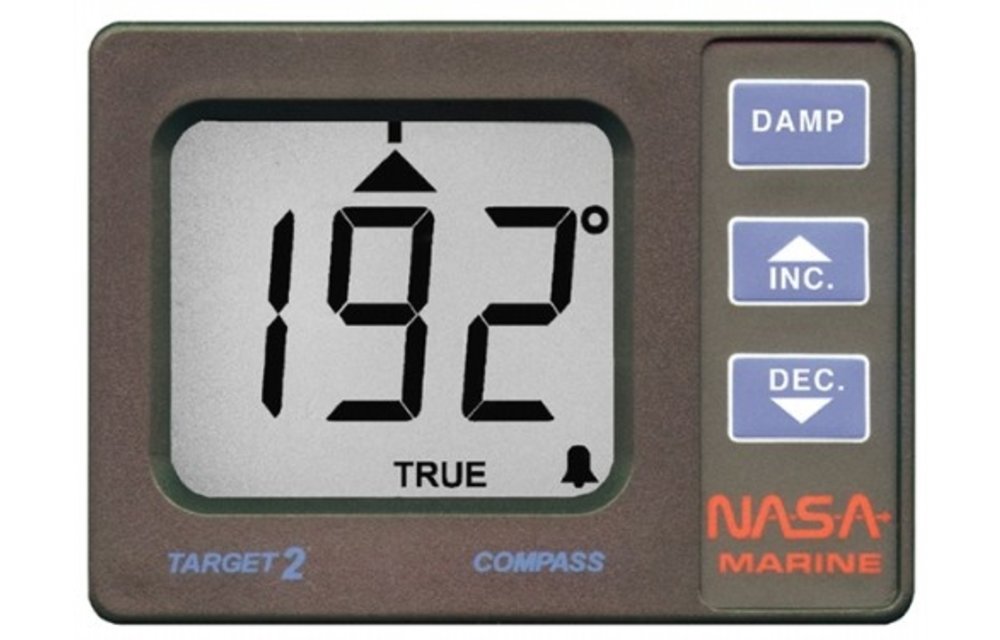 DAMP
192°
INC.
DEC.
TRUE
NASA
MARINE
TARGET 2
COMPASS